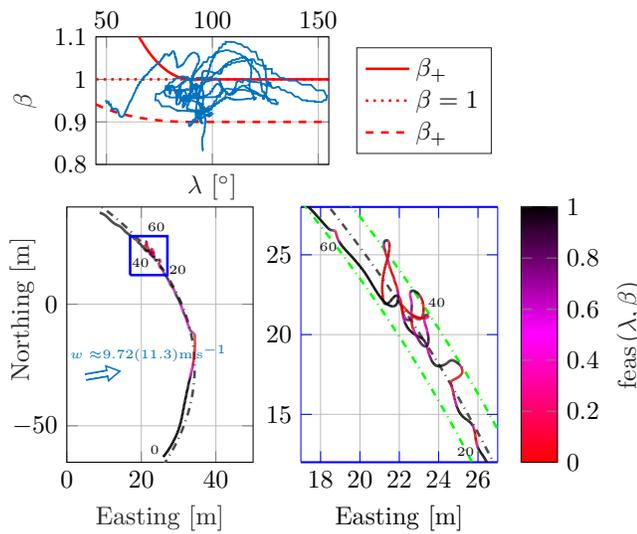 50 100 150
1.1
1
0.9
0.8
β
λ [°]
β₊
β = 1
β₊
Northing [m]
0
−50
60
40
20
0
w ≈9.72(11.3)ms⁻¹
0 20 40
Easting [m]
25
20
15
60
40
20
18 20 22 24 26
Easting [m]
1
0.8
0.6
0.4
0.2
0
feas(λ, β)